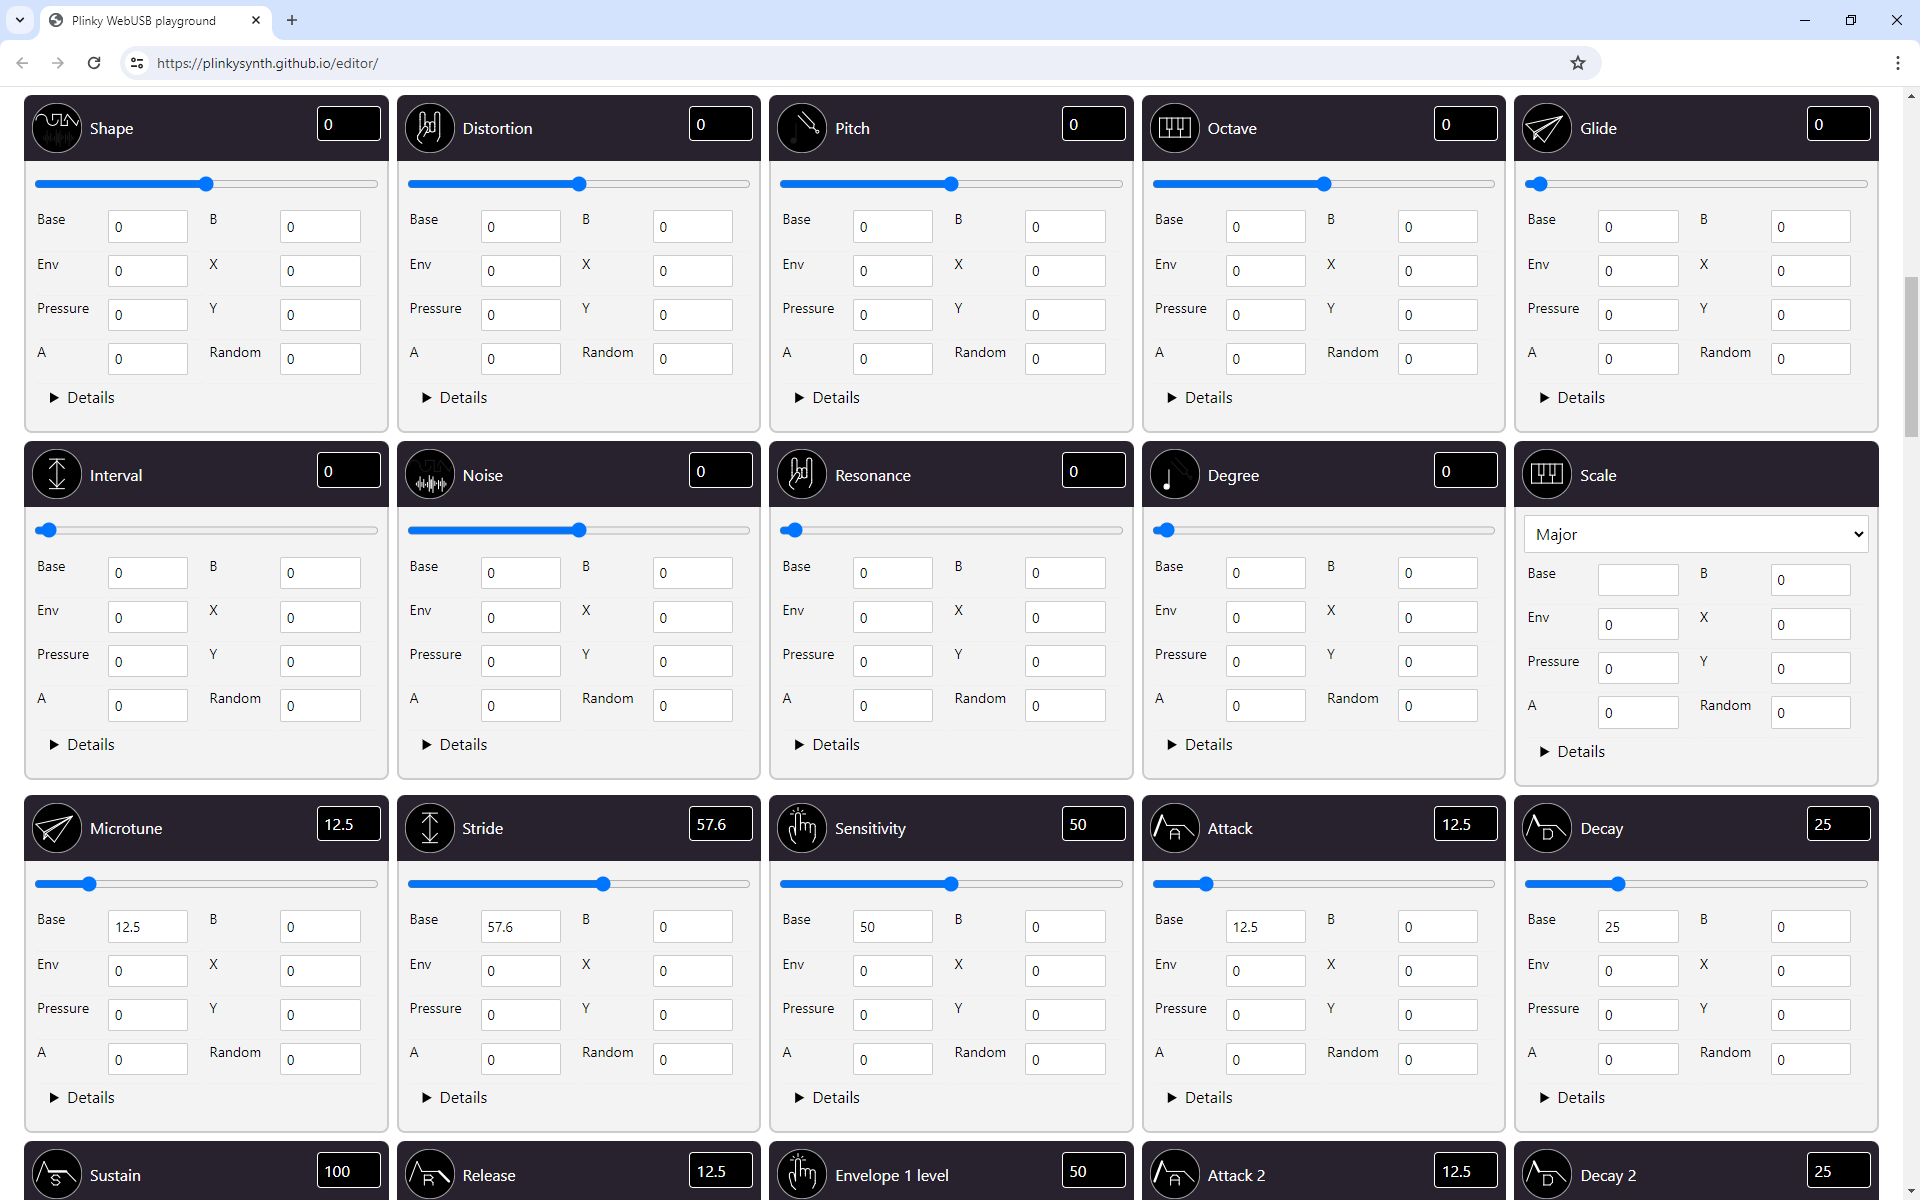 Plinky WebUSB playground
https://plinkysynth.github.io/editor/
Shape 0 Distortion 0 Pitch 0 Octave 0 Glide 0
Base 0 B 0 Base 0 B 0 Base 0 B 0 Base 0 B 0 Base 0 B 0
Env 0 X 0 Env 0 X 0 Env 0 X 0 Env 0 X 0 Env 0 X 0
Pressure 0 Y 0 Pressure 0 Y 0 Pressure 0 Y 0 Pressure 0 Y 0 Pressure 0 Y 0
A 0 Random 0 A 0 Random 0 A 0 Random 0 A 0 Random 0 A 0 Random 0
Details Details Details Details Details
Interval 0 Noise 0 Resonance 0 Degree 0 Scale
Major
Base 0 B 0 Base 0 B 0 Base 0 B 0 Base 0 B 0 Base B 0
Env 0 X 0 Env 0 X 0 Env 0 X 0 Env 0 X 0 Env 0 X 0
Pressure 0 Y 0 Pressure 0 Y 0 Pressure 0 Y 0 Pressure 0 Y 0 Pressure 0 Y 0
A 0 Random 0 A 0 Random 0 A 0 Random 0 A 0 Random 0 A 0 Random 0
Details Details Details Details Details
Microtune 12.5 Stride 57.6 Sensitivity 50 A Attack 12.5 D Decay 25
Base 12.5 B 0 Base 57.6 B 0 Base 50 B 0 Base 12.5 B 0 Base 25 B 0
Env 0 X 0 Env 0 X 0 Env 0 X 0 Env 0 X 0 Env 0 X 0
Pressure 0 Y 0 Pressure 0 Y 0 Pressure 0 Y 0 Pressure 0 Y 0 Pressure 0 Y 0
A 0 Random 0 A 0 Random 0 A 0 Random 0 A 0 Random 0 A 0 Random 0
Details Details Details Details Details
S Sustain 100 R Release 12.5 Envelope 1 level 50 A Attack 2 12.5 D Decay 2 25